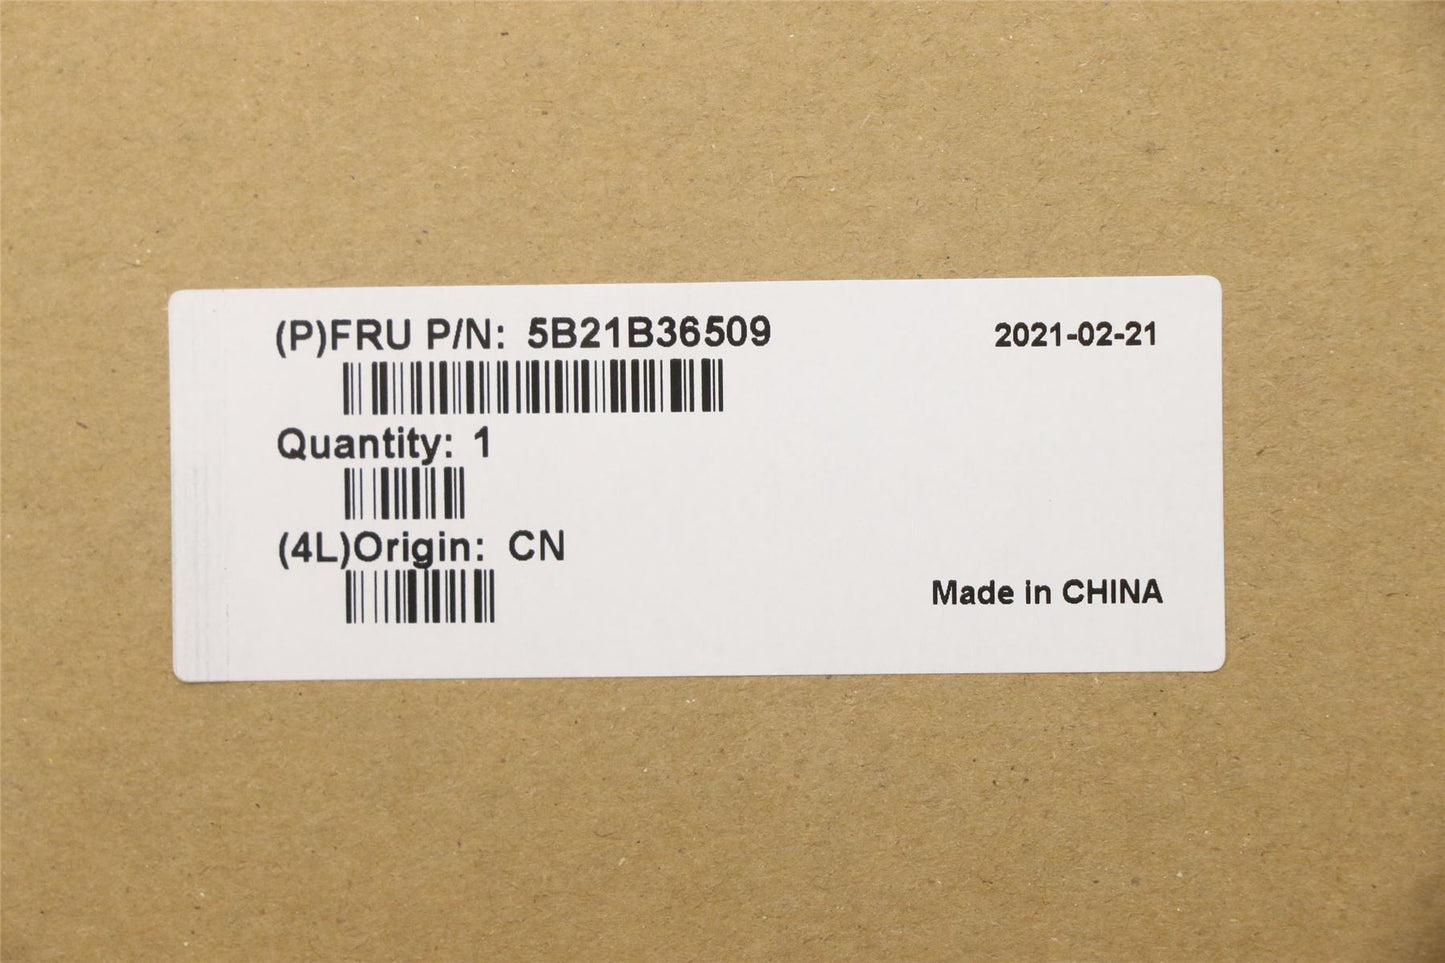 (P)FRU P/N: 5B21B36509
2021-02-21
Quantity: 1
(4L)Origin: CN
Made in CHINA